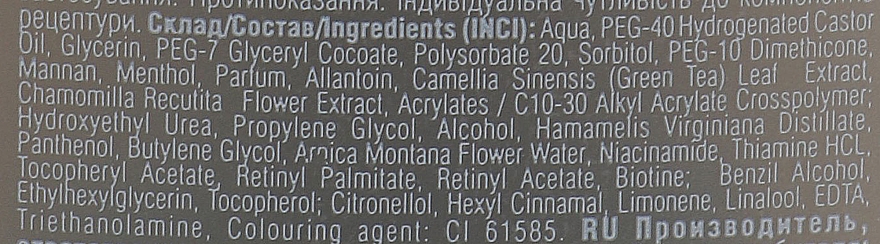 Протипоказання. Індивідуальна чутливість до компонентів
рецептури. Склад/Состав/Ingredients (INCI): Aqua, PEG-40 Hydrogenated Castor
Oil, Glycerin, PEG-7 Glyceryl Cocoate, Polysorbate 20, Sorbitol, PEG-10 Dimethicone,
Mannan, Menthol, Parfum, Allantoin, Camellia Sinensis (Green Tea) Leaf Extract,
Chamomilla Recutita Flower Extract, Acrylates / C10-30 Alkyl Acrylate Crosspolymer;
Hydroxyethyl Urea, Propylene Glycol, Alcohol, Hamamelis Virginiana Distillate,
Panthenol, Butylene Glycol, Arnica Montana Flower Water, Niacinamide, Thiamine HCL,
Tocopheryl Acetate, Retinyl Palmitate, Retinyl Acetate, Biotine; Benzil Alcohol,
Ethylhexylglycerin, Tocopherol; Citronellol, Hexyl Cinnamal, Limonene, Linalool, EDTA,
Triethanolamine, Colouring agent: CI 61585. RU Производитель,